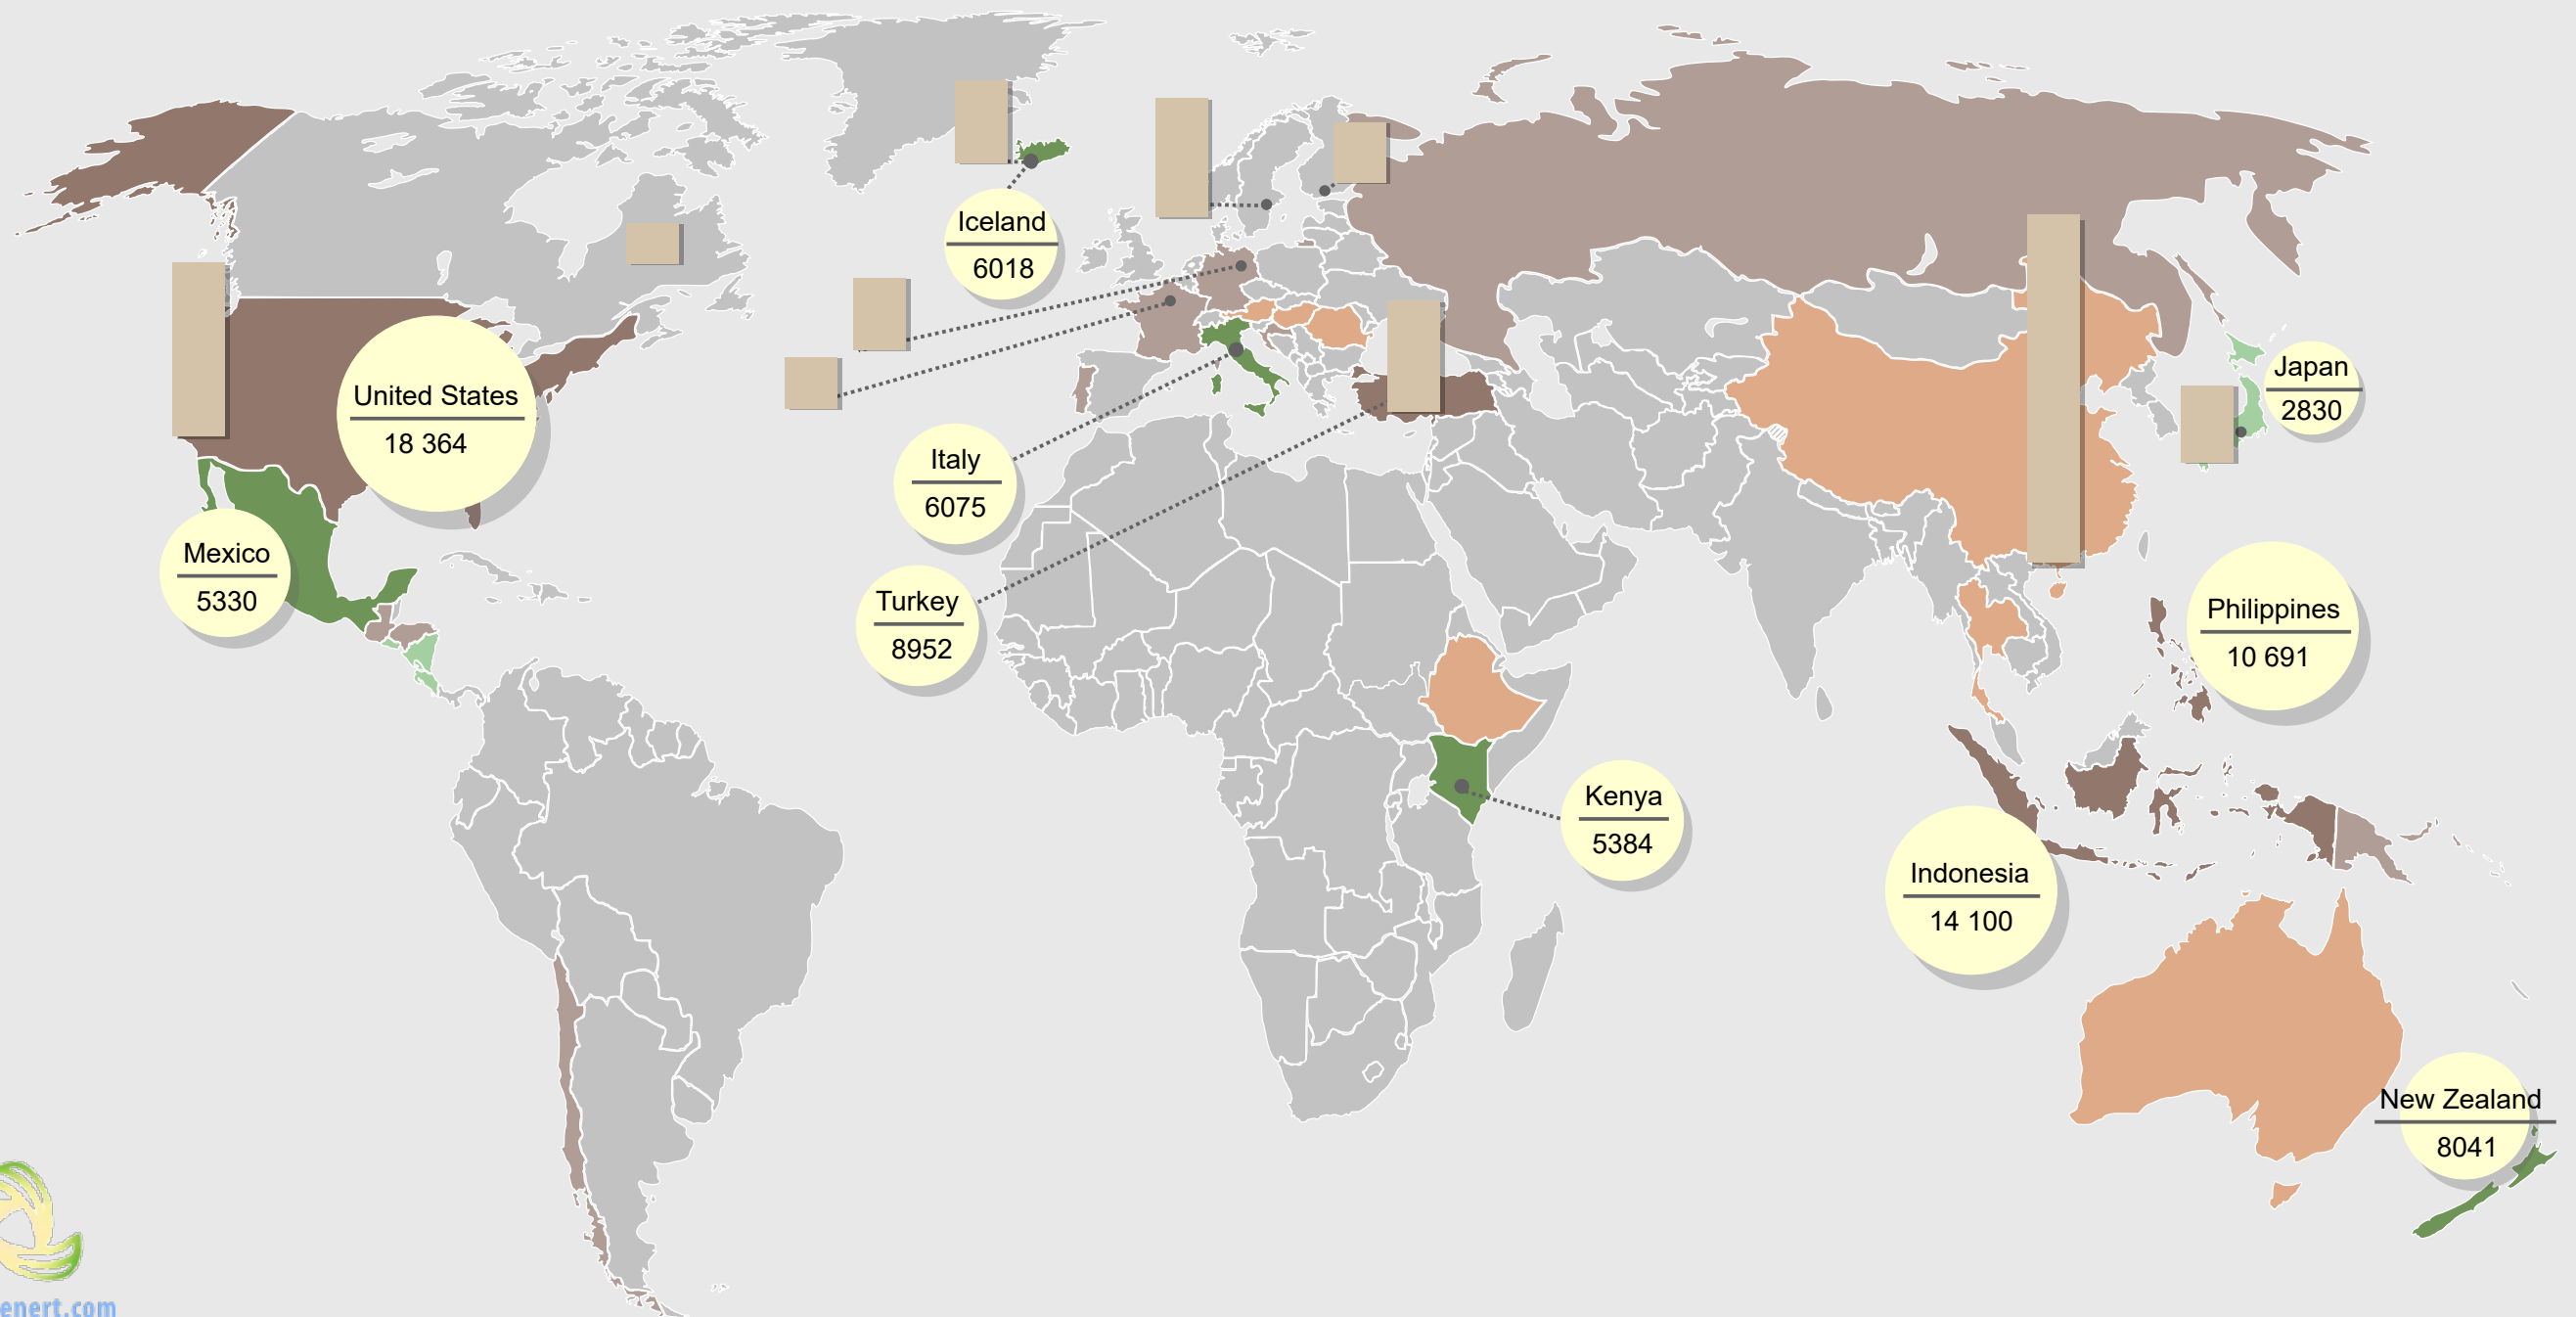 Iceland
6018
United States
18 364
Japan
2830
Italy
6075
Mexico
5330
Turkey
8952
Philippines
10 691
Kenya
5384
Indonesia
14 100
New Zealand
8041
enert.com